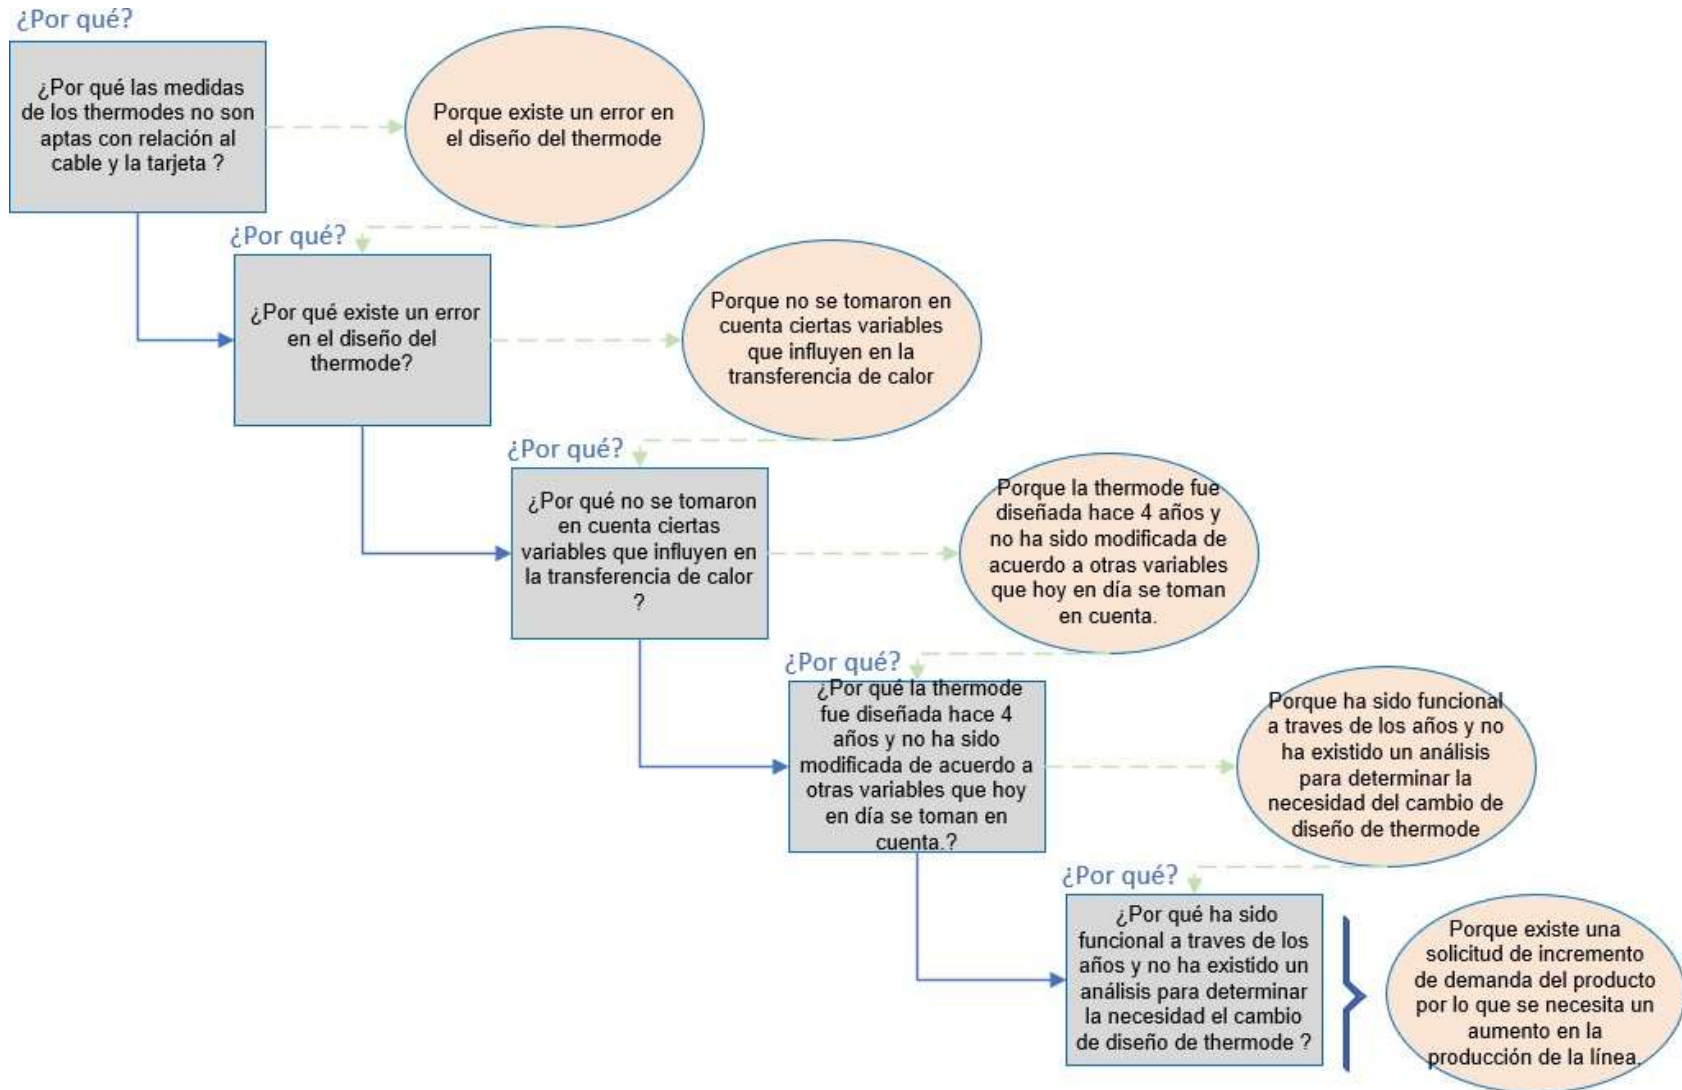 ¿Por qué?
¿Por qué las medidas
de los thermodes no son
aptas con relación al
cable y la tarjeta ?
Porque existe un error en
el diseño del thermode
¿Por qué?
¿Por qué existe un error
en el diseño del
thermode?
Porque no se tomaron en
cuenta ciertas variables
que influyen en la
transferencia de calor
¿Por qué?
¿Por qué no se tomaron
en cuenta ciertas
variables que influyen en
la transferencia de calor
?
Porque la thermode fue
diseñada hace 4 años y
no ha sido modificada de
acuerdo a otras variables
que hoy en día se toman
en cuenta.
¿Por qué?
¿Por qué la thermode
fue diseñada hace 4
años y no ha sido
modificada de acuerdo a
otras variables que hoy
en día se toman en
cuenta.?
Porque ha sido funcional
a traves de los años y no
ha existido un análisis
para determinar la
necesidad del cambio de
diseño de thermode
¿Por qué?
¿Por qué ha sido
funcional a traves de los
años y no ha existido un
análisis para determinar
la necesidad el cambio
de diseño de thermode ?
Porque existe una
solicitud de incremento
de demanda del producto
por lo que se necesita un
aumento en la
producción de la línea.